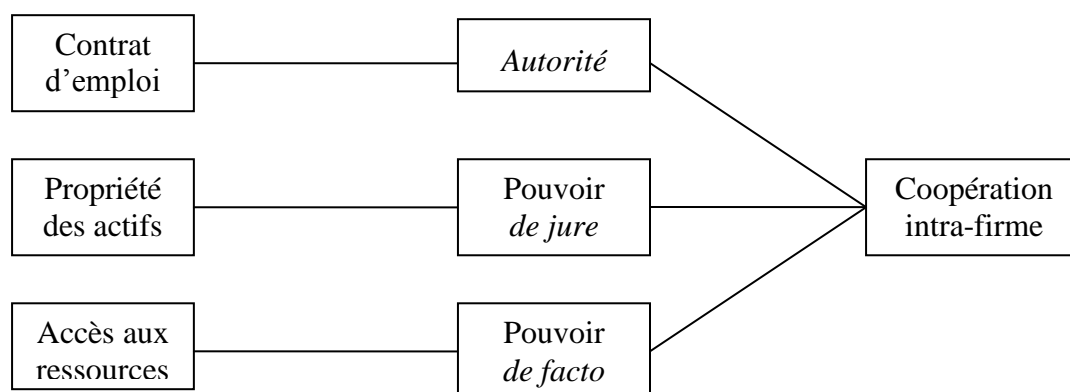 Contrat
d’emploi
Autorité
Propriété
des actifs
Pouvoir
de jure
Coopération
intra-firme
Accès aux
ressources
Pouvoir
de facto